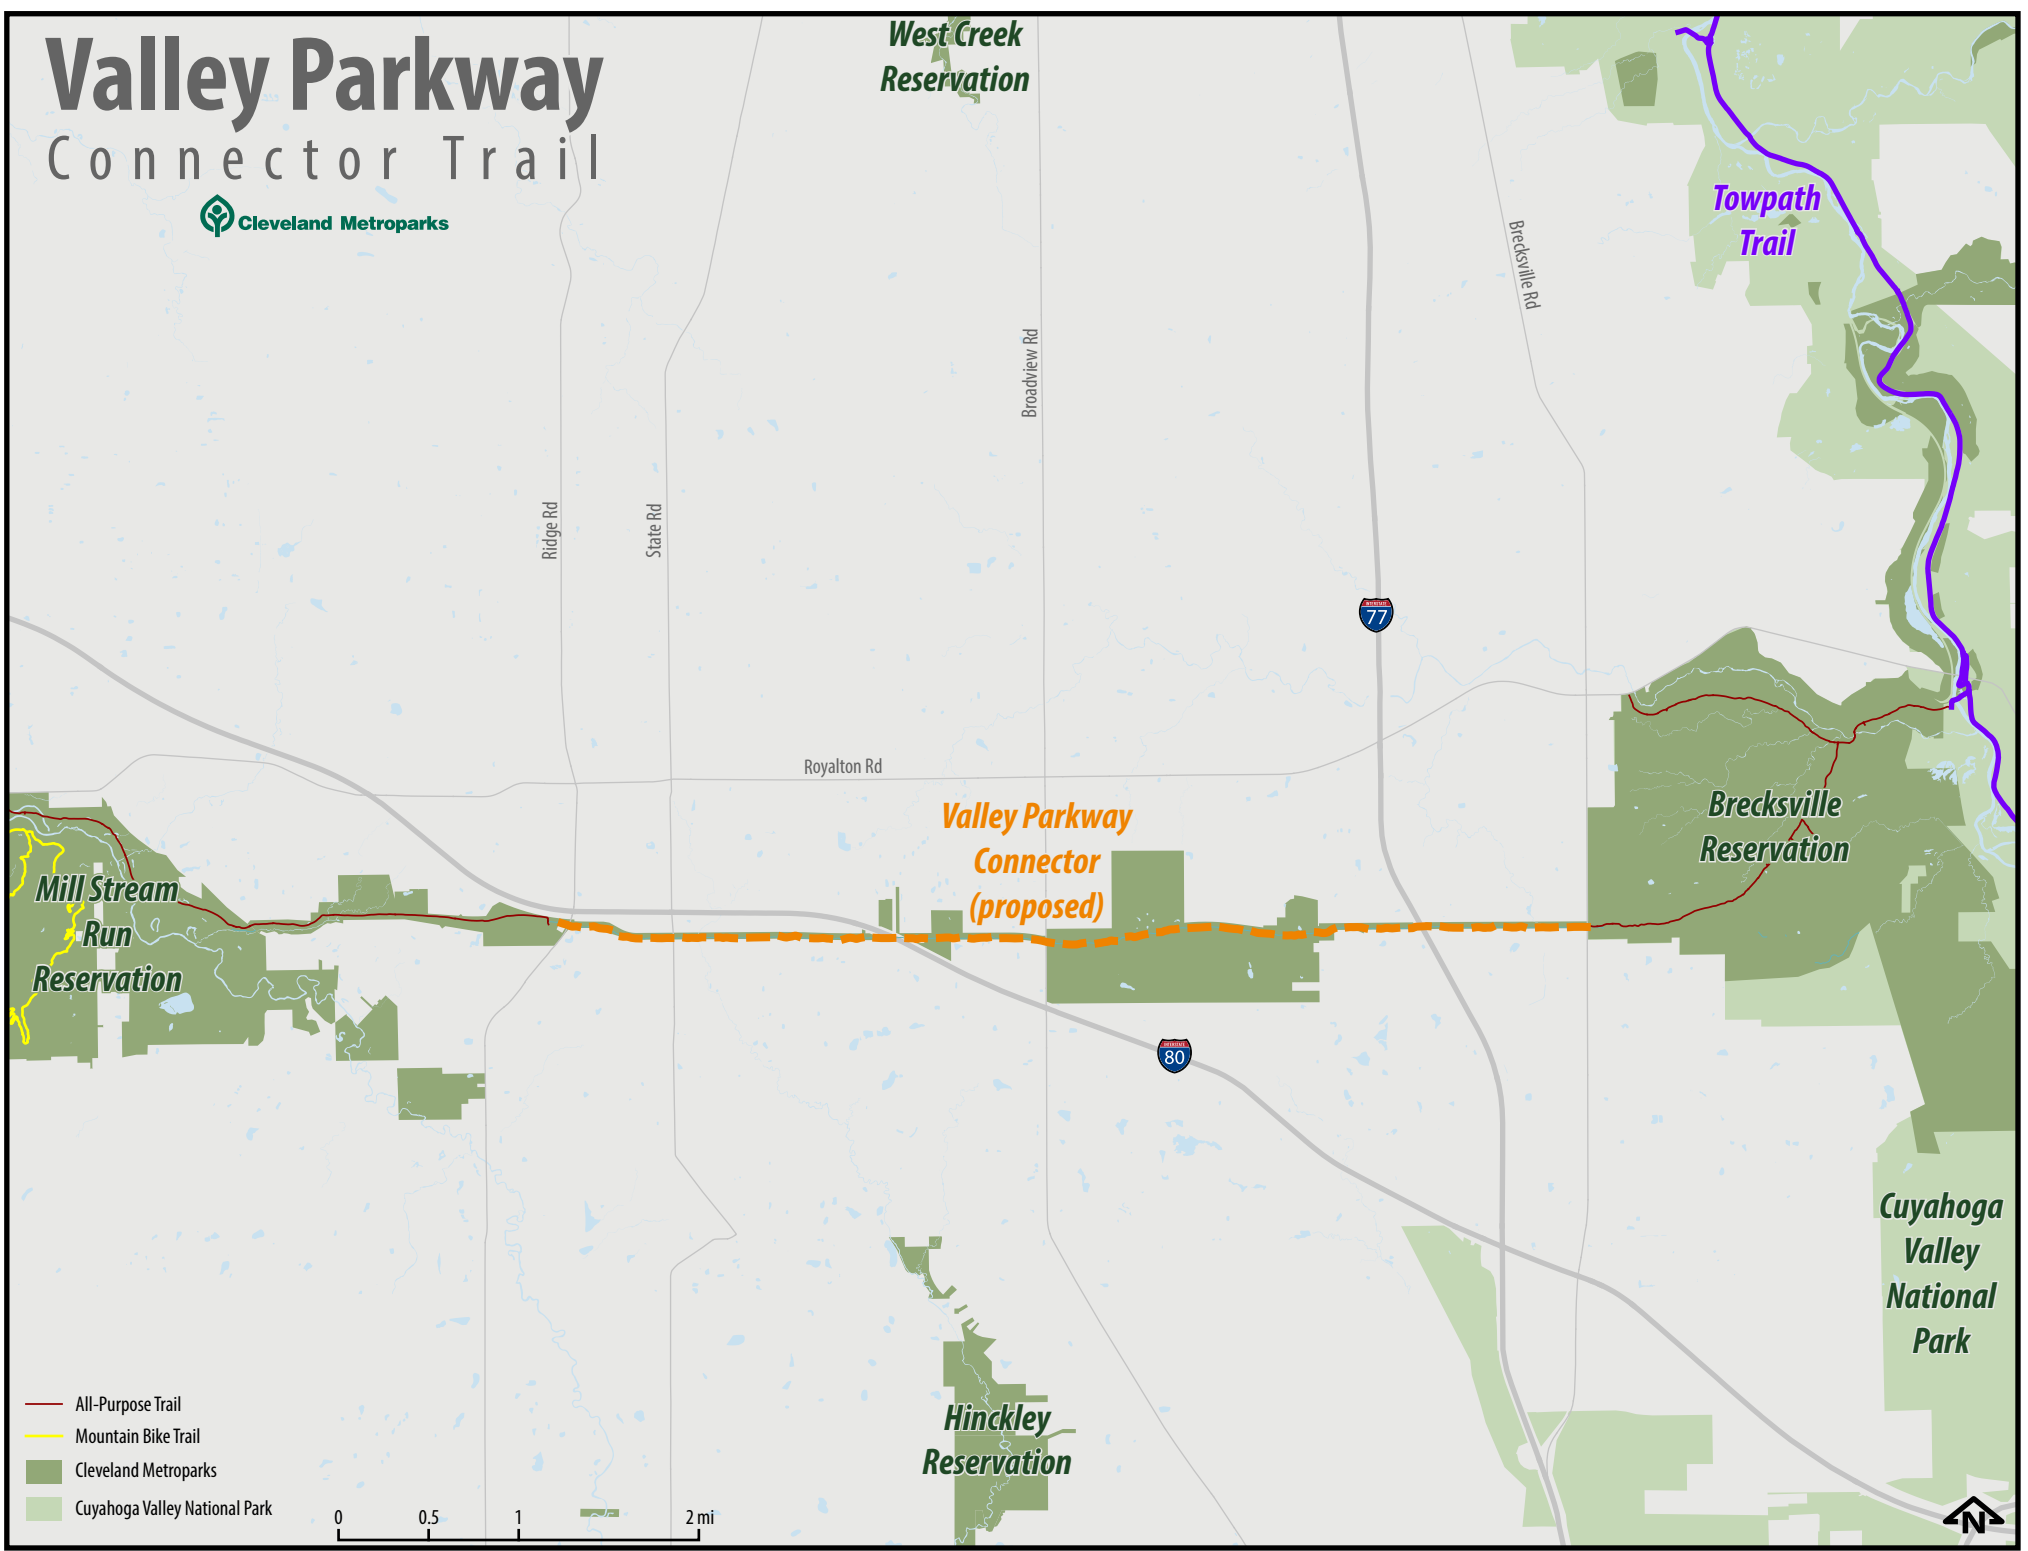 Valley Parkway
Connector Trail
Cleveland Metroparks
West Creek
Reservation
Towpath
Trail
Brecksville Rd
Broadview Rd
Ridge Rd
State Rd
INTERSTATE
77
Royalton Rd
Valley Parkway
Connector
(proposed)
Brecksville
Reservation
Mill Stream
Run
Reservation
INTERSTATE
80
Cuyahoga
Valley
National
Park
Hinckley
Reservation
All-Purpose Trail
Mountain Bike Trail
Cleveland Metroparks
Cuyahoga Valley National Park
0 0.5 1 2 mi
N